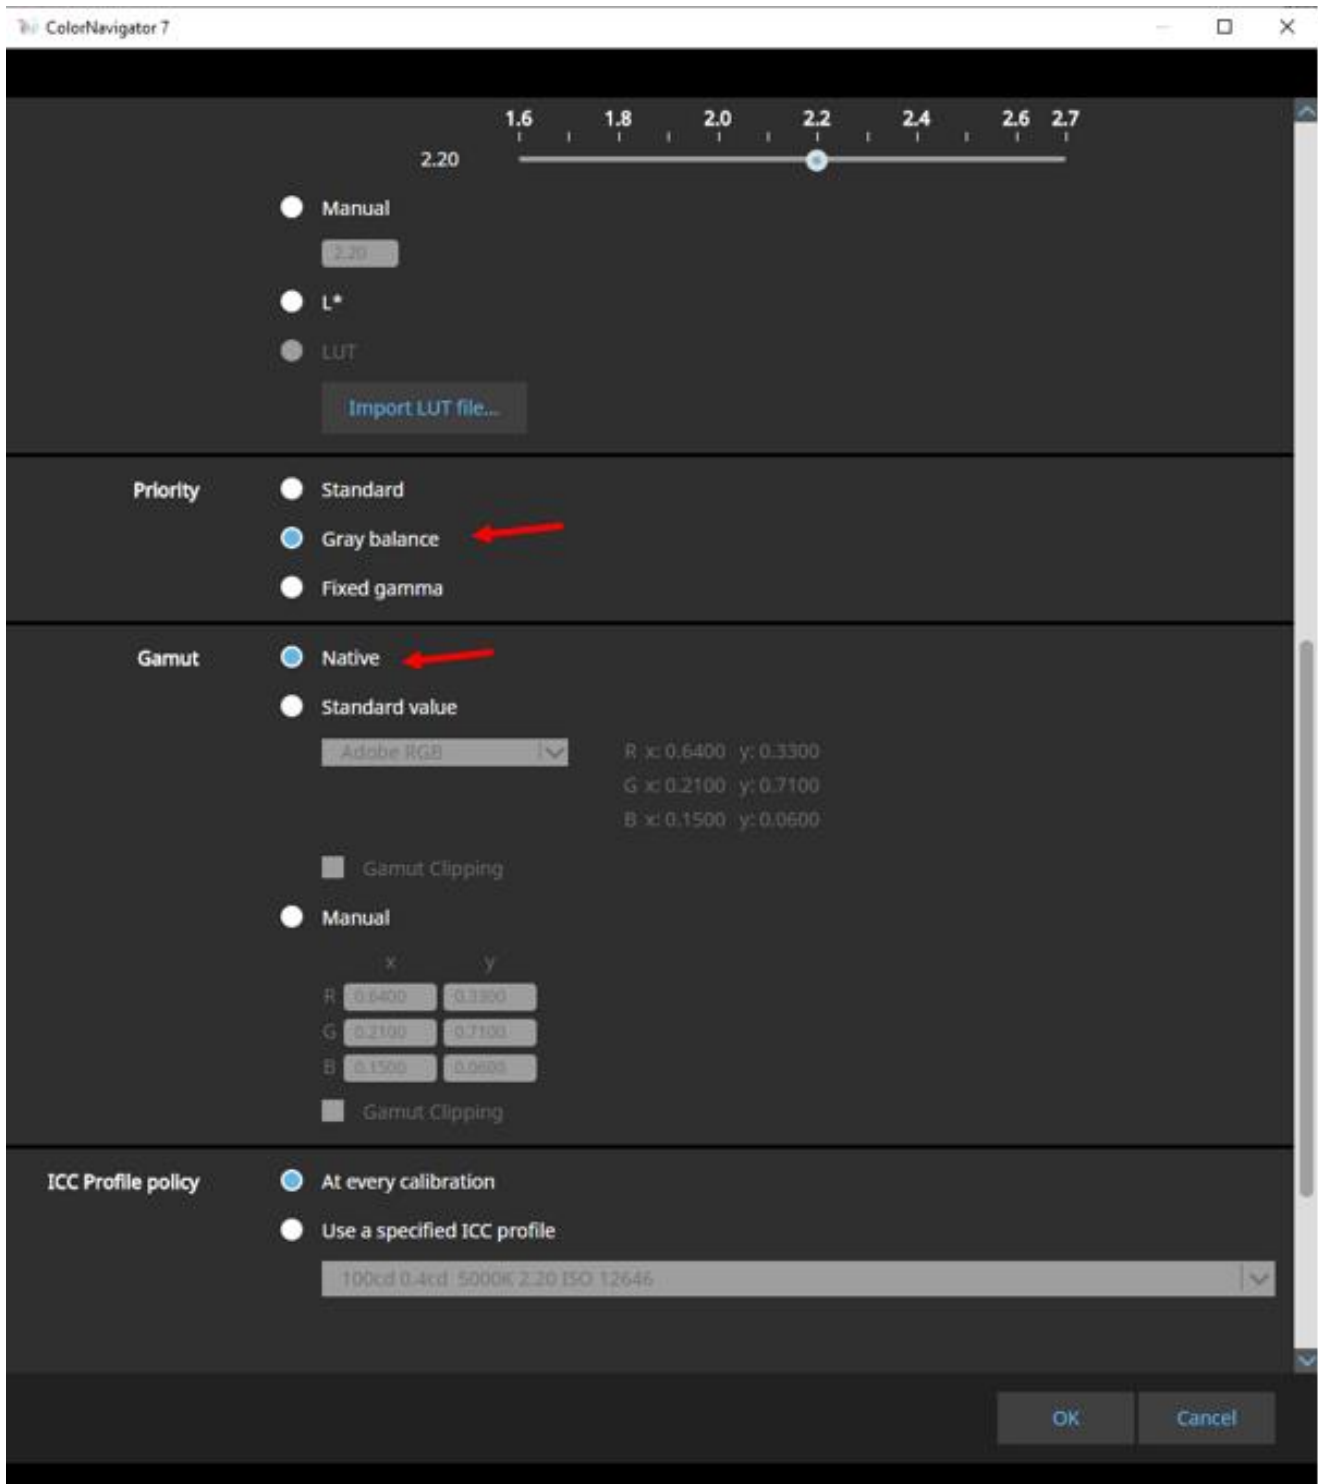 ColorNavigator 7
1.6 1.8 2.0 2.2 2.4 2.6 2.7
2.20
Manual
2.20
L*
LUT
Import LUT file...
Priority Standard
Gray balance
Fixed gamma
Gamut Native
Standard value
Adobe RGB R x: 0.6400 y: 0.3300
G x: 0.2100 y: 0.7100
B x: 0.1500 y: 0.0600
Gamut Clipping
Manual
x y
R 0.6400 0.3300
G 0.2100 0.7100
B 0.1500 0.0600
Gamut Clipping
ICC Profile policy At every calibration
Use a specified ICC profile
100cd 0.4cd 5000K 2.20 ISO 12646
OK Cancel